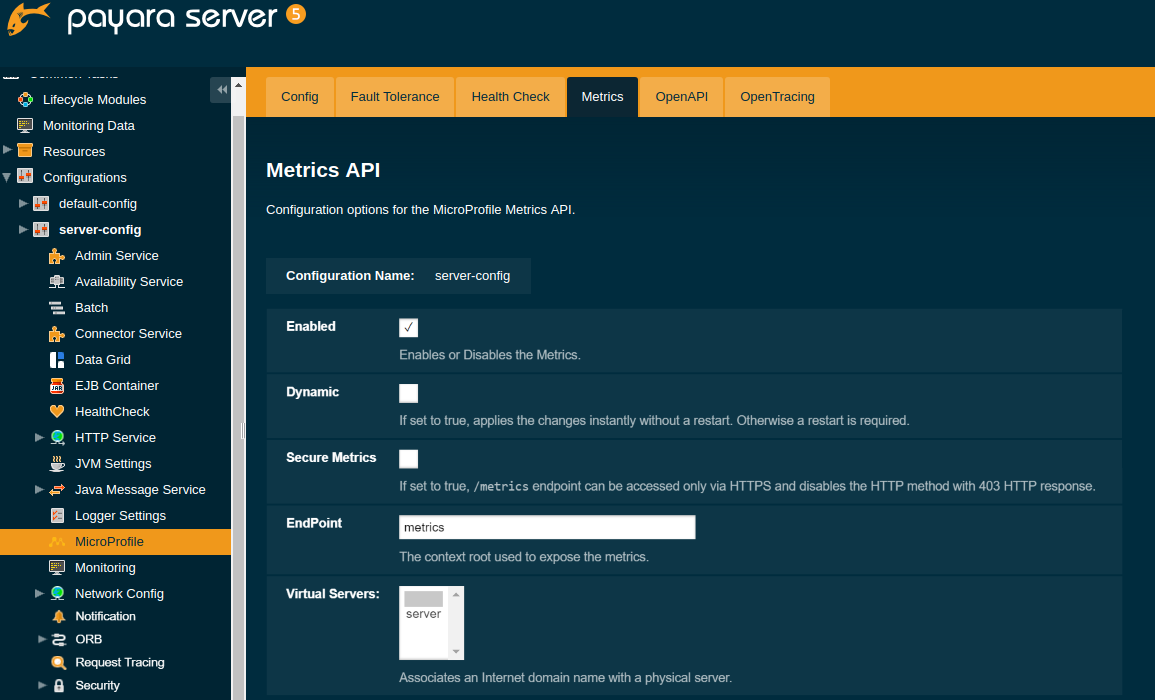 payara server 5
Common Tasks
Lifecycle Modules
Monitoring Data
Resources
Configurations
default-config
server-config
Admin Service
Availability Service
Batch
Connector Service
Data Grid
EJB Container
HealthCheck
HTTP Service
JVM Settings
Java Message Service
Logger Settings
MicroProfile
Monitoring
Network Config
Notification
ORB
Request Tracing
Security
Config Fault Tolerance Health Check Metrics OpenAPI OpenTracing
Metrics API
Configuration options for the MicroProfile Metrics API.
Configuration Name: server-config
Enabled
Enables or Disables the Metrics.
Dynamic
If set to true, applies the changes instantly without a restart. Otherwise a restart is required.
Secure Metrics
If set to true, /metrics endpoint can be accessed only via HTTPS and disables the HTTP method with 403 HTTP response.
EndPoint metrics
The context root used to expose the metrics.
Virtual Servers:
server
Associates an Internet domain name with a physical server.